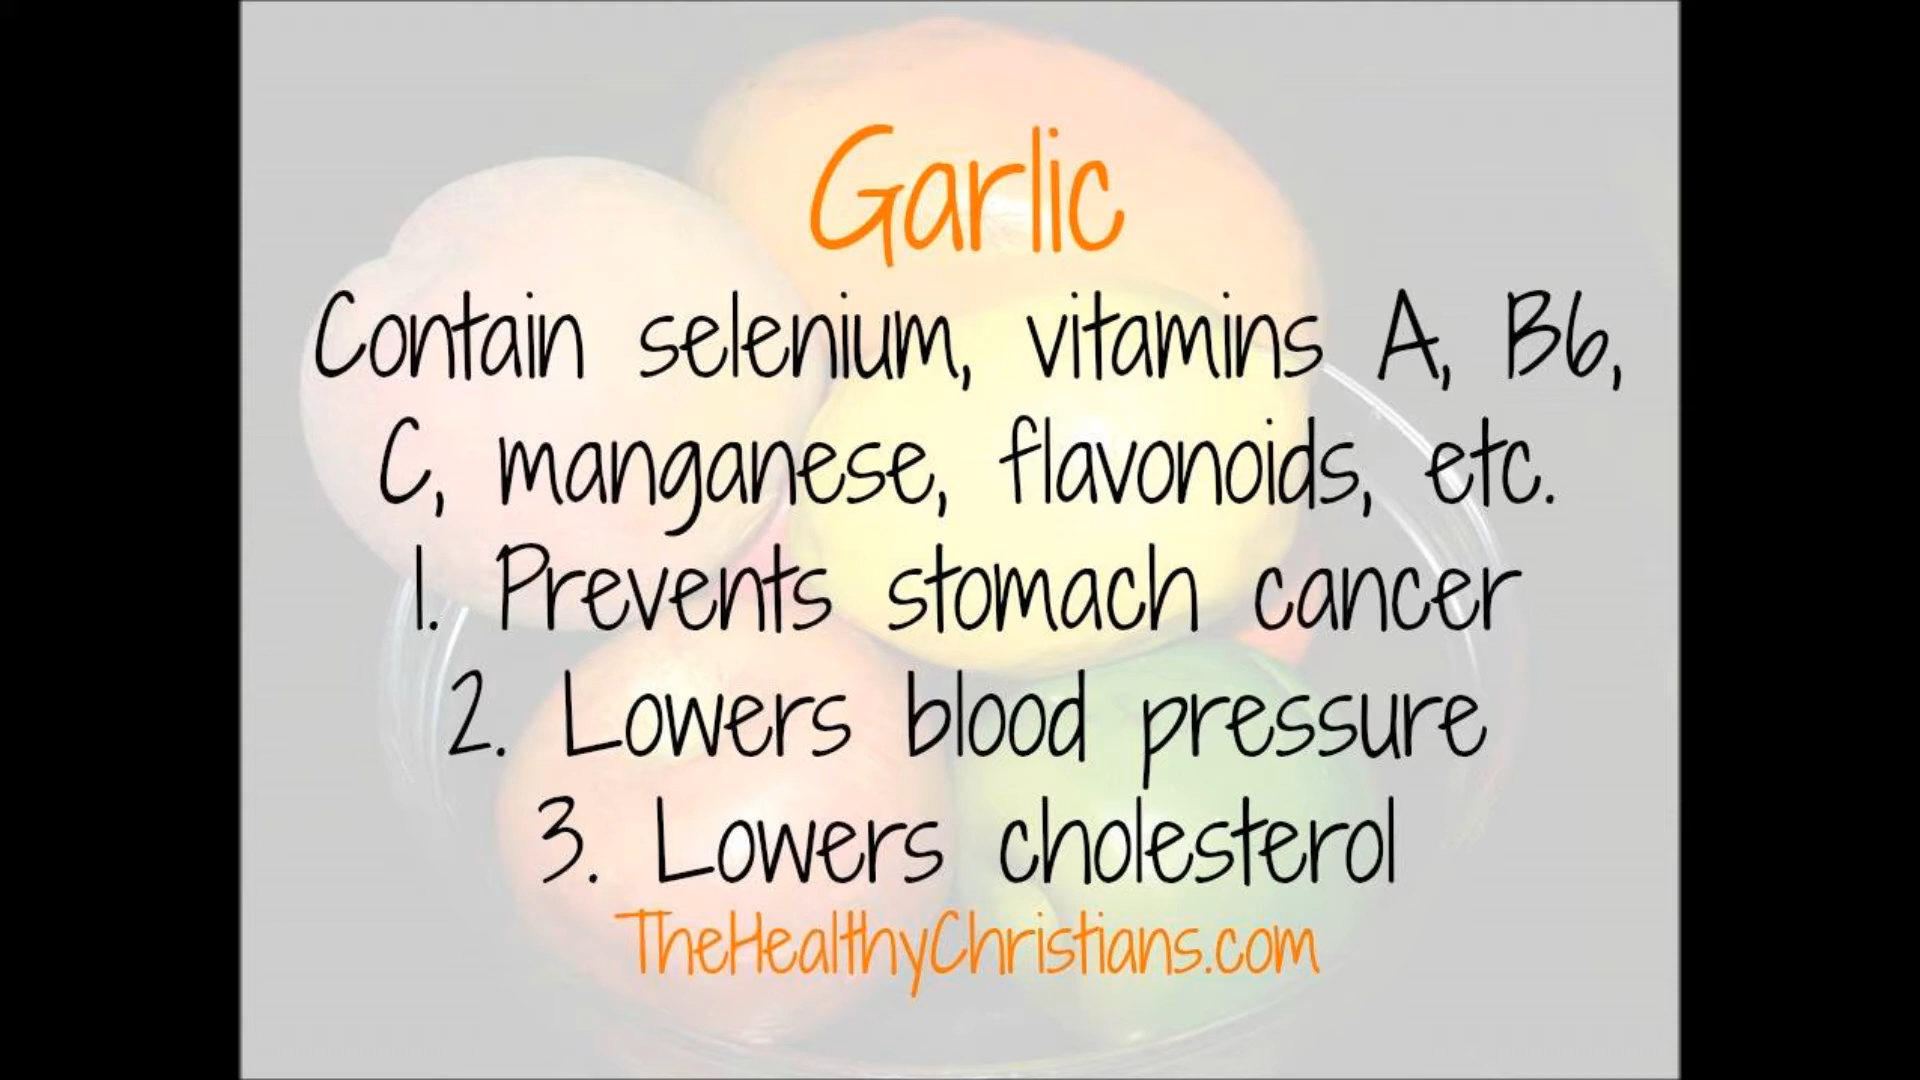 Garlic
Contain selenium, vitamins A, B6,
C, manganese, flavonoids, etc.
1. Prevents stomach cancer
2. Lowers blood pressure
3. Lowers cholesterol
TheHealthyChristians.com